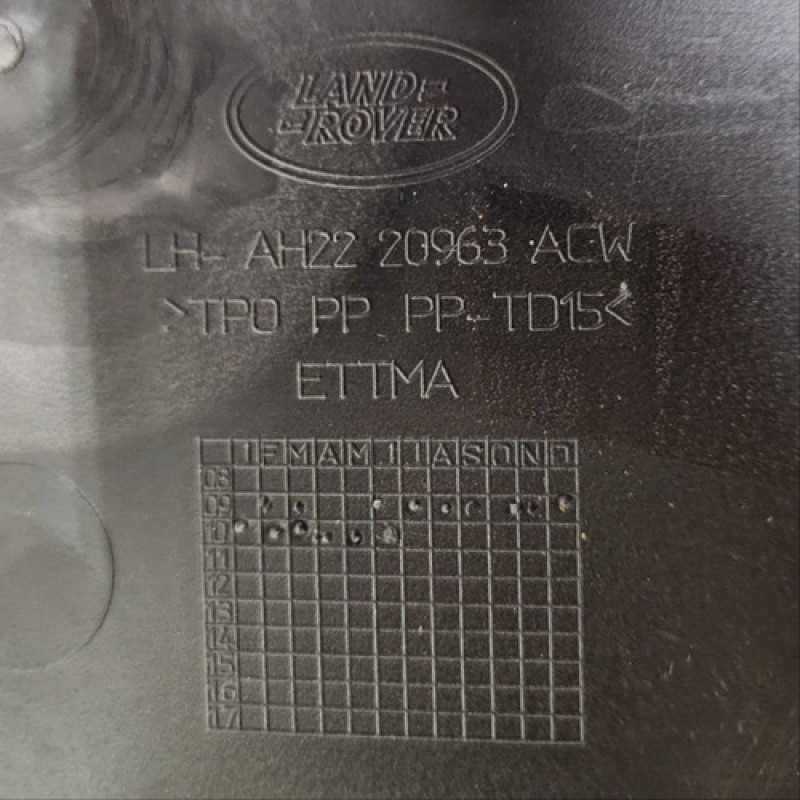 LAND
ROVER
LH- AH22 20963 ACW
>TPO PP PP-TD15<
ETTMA
J F M A M J J A S O N D
08
09
10
11
12
13
14
15
16
17